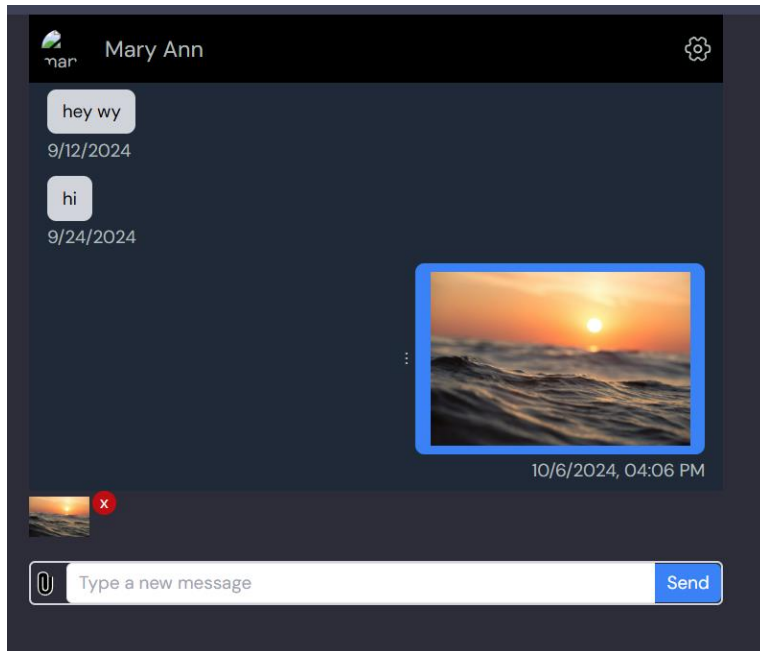 mar
Mary Ann
hey wy
9/12/2024
hi
9/24/2024
10/6/2024, 04:06 PM
x
Type a new message
Send